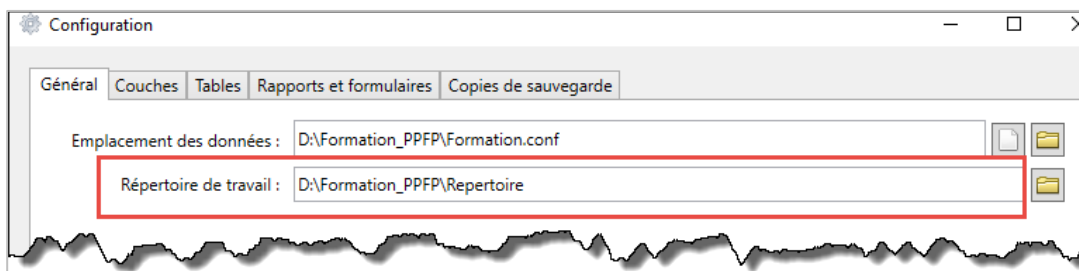 Configuration
Général Couches Tables Rapports et formulaires Copies de sauvegarde
Emplacement des données : D:\Formation_PPFP\Formation.conf
Répertoire de travail : D:\Formation_PPFP\Repertoire